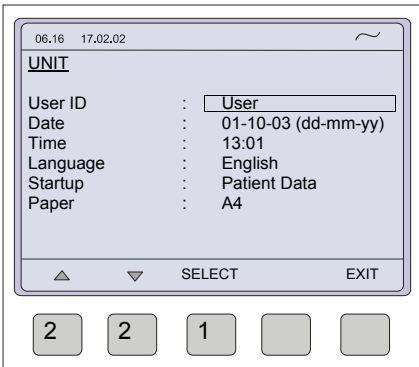 06.16 17.02.02
UNIT
User ID : User
Date : 01-10-03 (dd-mm-yy)
Time : 13:01
Language : English
Startup : Patient Data
Paper : A4
SELECT EXIT
2 2 1